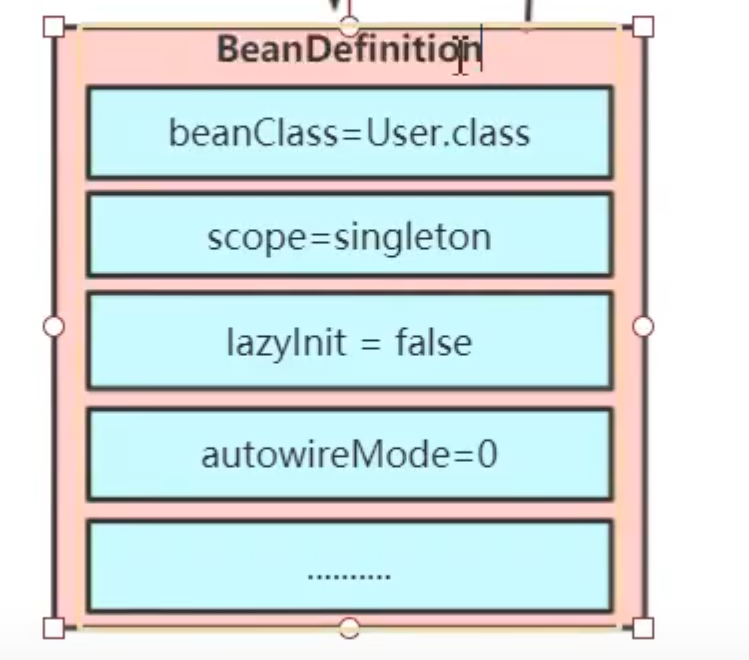 BeanDefinition
beanClass=User.class
scope=singleton
lazyInit = false
autowireMode=0
..........